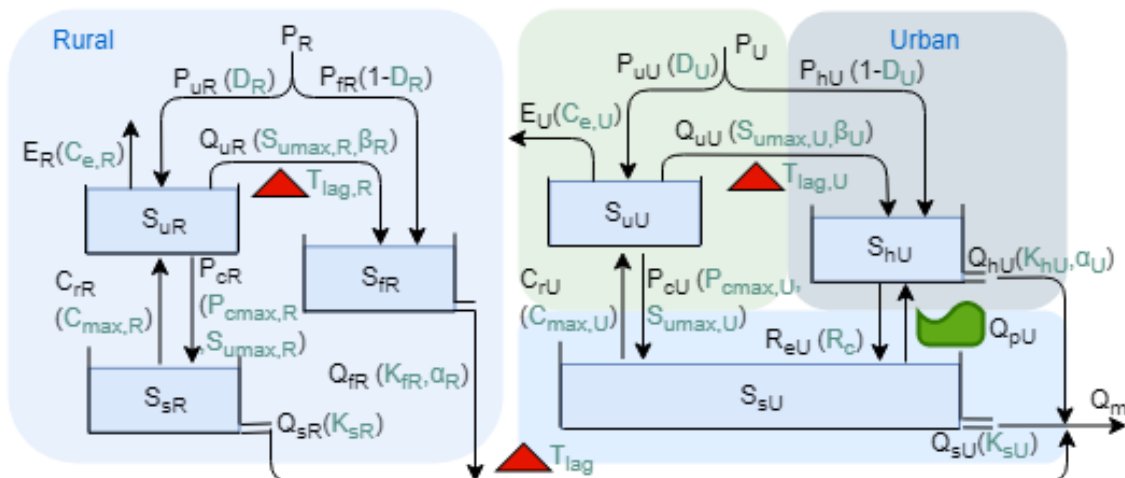 Rural
P_R
P_uR (D_R)
P_fR(1-D_R)
E_R(C_e,R)
Q_uR (S_umax,R,β_R)
T_lag,R
S_uR
S_fR
C_rR
(C_max,R)
P_cR
(P_cmax,R
,S_umax,R)
S_sR
Q_fR (K_fR,α_R)
Q_sR(K_sR)
T_lag
Urban
P_U
P_uU (D_U)
P_hU (1-D_U)
E_U(C_e,U)
Q_uU (S_umax,U,β_U)
T_lag,U
S_uU
S_hU
Q_hU(K_hU,α_U)
C_rU
(C_max,U)
P_cU (P_cmax,U,
S_umax,U)
R_eU (R_c)
Q_pU
S_sU
Q_m
Q_sU(K_sU)